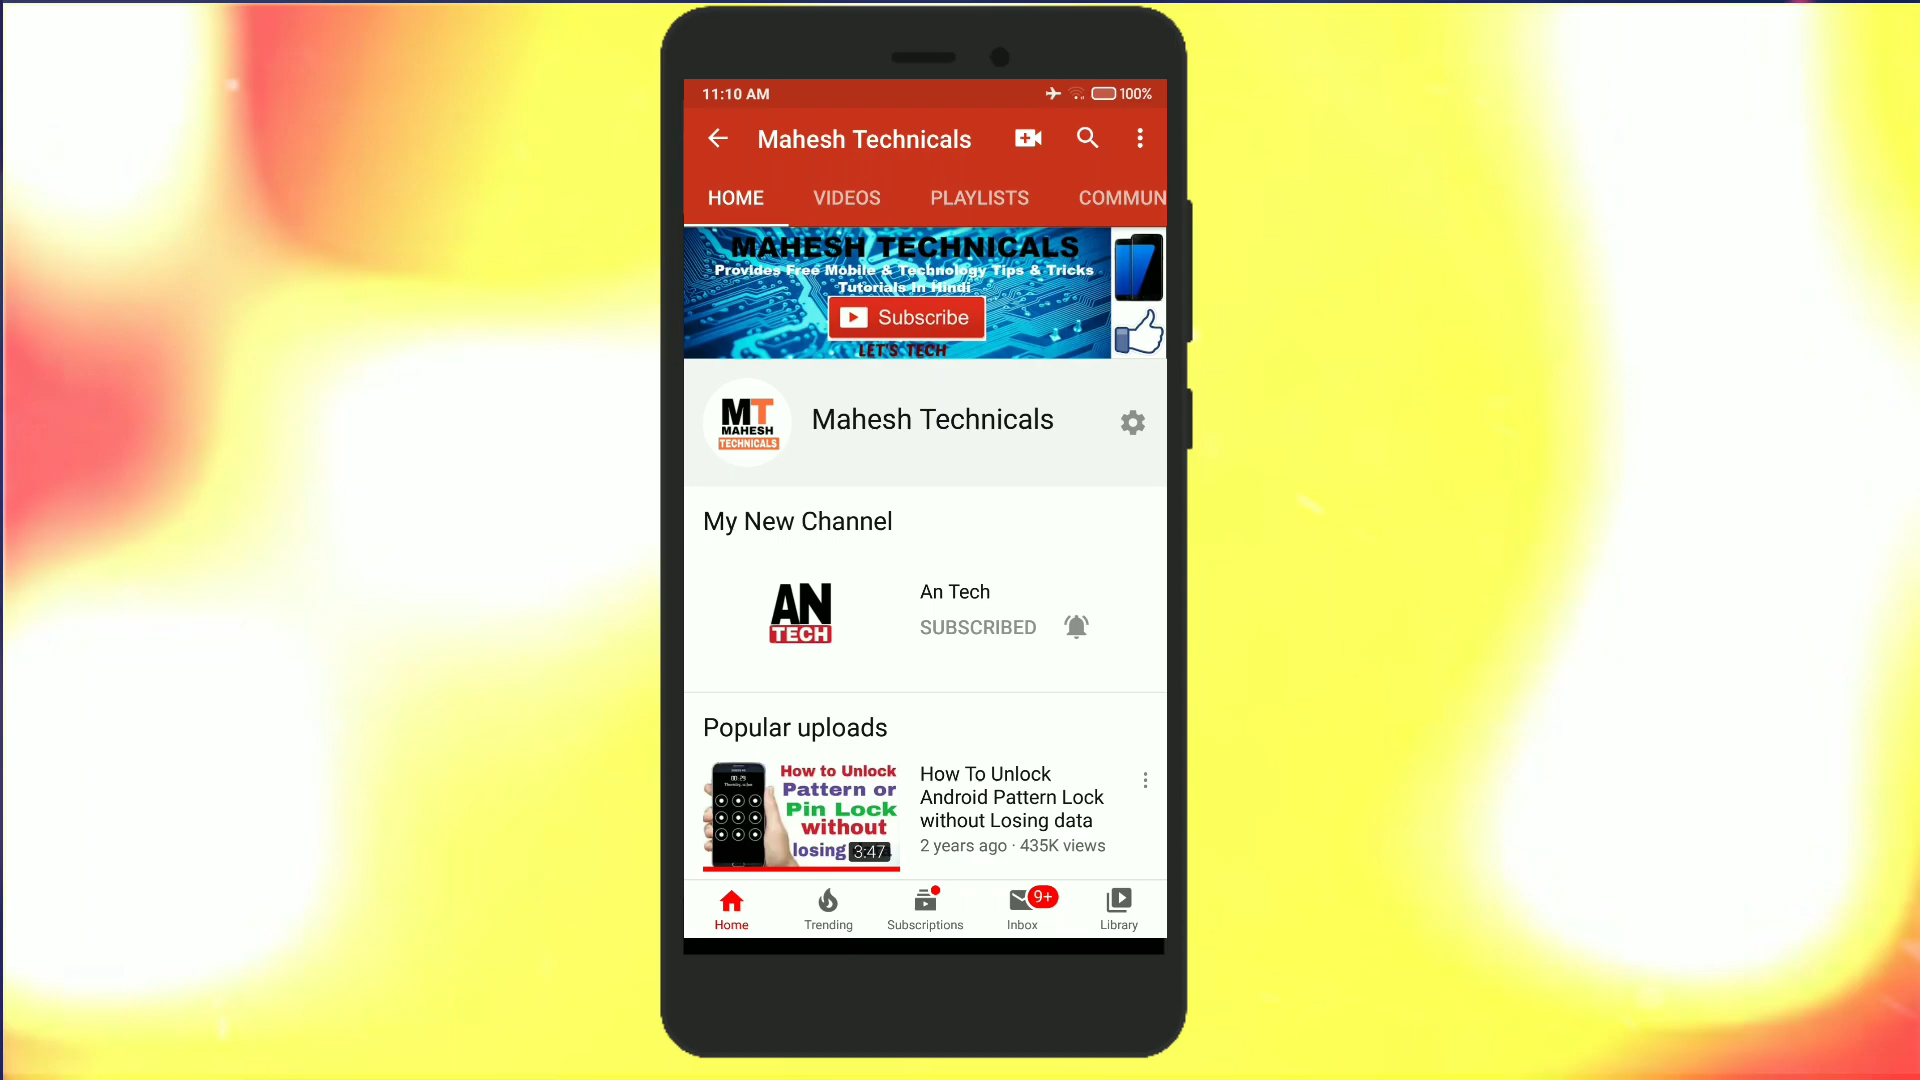 11:10 AM 100%
Mahesh Technicals
HOME VIDEOS PLAYLISTS COMMUN
MAHESH TECHNICALS
Provides Free Mobile & Technology Tips & Tricks
Tutorials In Hindi
Subscribe
LET'S TECH
MT
MAHESH
TECHNICALS
Mahesh Technicals
My New Channel
AN
TECH
An Tech
SUBSCRIBED
Popular uploads
How to Unlock
Pattern or
Pin Lock
without
losing
3:47
How To Unlock
Android Pattern Lock
without Losing data
2 years ago · 435K views
9+
Home Trending Subscriptions Inbox Library